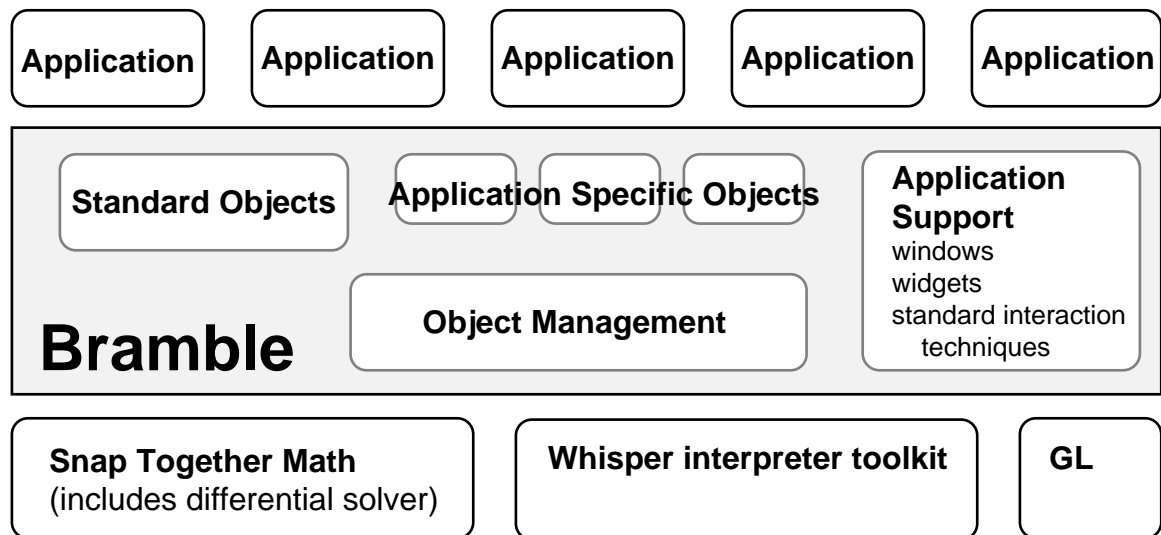 Application
Application
Application
Application
Application
Standard Objects
Application Specific Objects
Application
Support
windows
widgets
standard interaction
techniques
Object Management
Bramble
Snap Together Math
(includes differential solver)
Whisper interpreter toolkit
GL